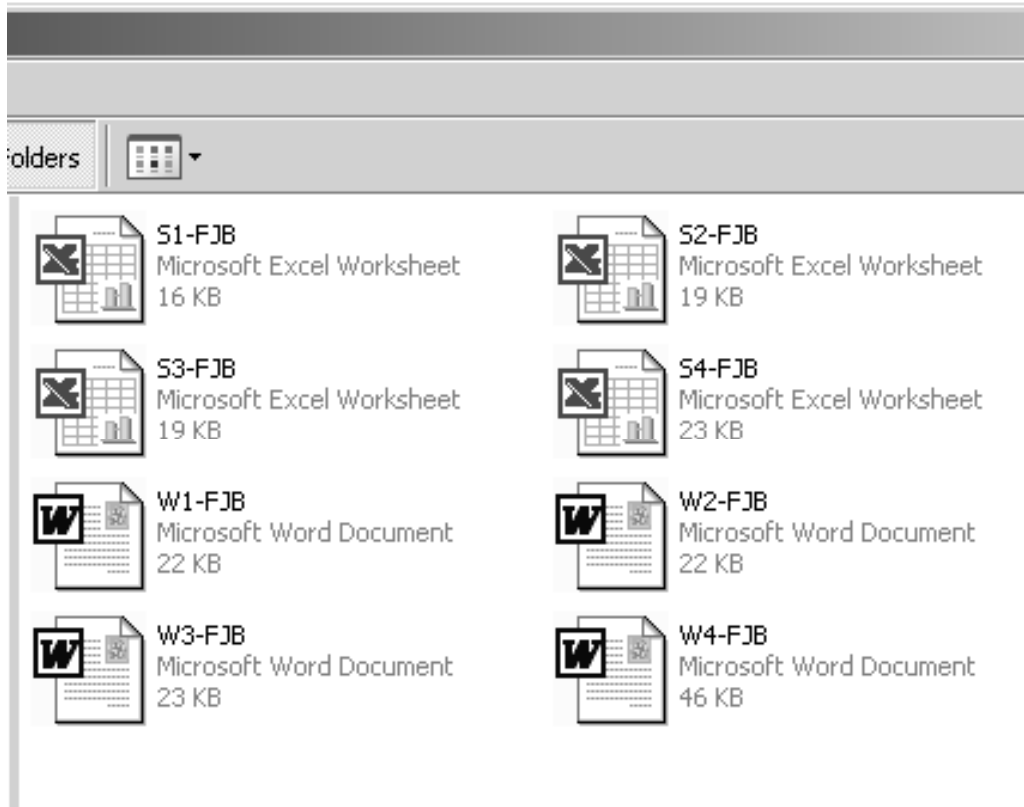 Folders
S1-FJB
Microsoft Excel Worksheet
16 KB
S2-FJB
Microsoft Excel Worksheet
19 KB
S3-FJB
Microsoft Excel Worksheet
19 KB
S4-FJB
Microsoft Excel Worksheet
23 KB
W1-FJB
Microsoft Word Document
22 KB
W2-FJB
Microsoft Word Document
22 KB
W3-FJB
Microsoft Word Document
23 KB
W4-FJB
Microsoft Word Document
46 KB